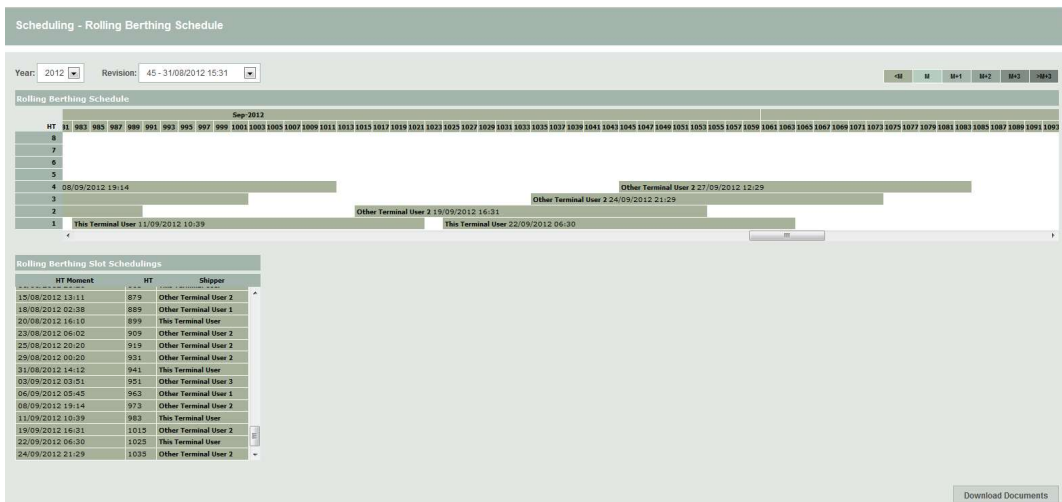 Scheduling - Rolling Berthing Schedule
Year: 2012 Revision: 45 - 31/08/2012 15:31
<M M M+1 M+2 M+3 >M+3
Rolling Berthing Schedule
Sep-2012
HT 983 985 987 989 991 993 995 997 999 1001 1003 1005 1007 1009 1011 1013 1015 1017 1019 1021 1023 1025 1027 1029 1031 1033 1035 1037 1039 1041 1043 1045 1047 1049 1051 1053 1055 1057 1059 1061 1063 1065 1067 1069 1071 1073 1075 1077 1079 1081 1083 1085 1087 1089 1091 1093
8
7
6
5
4 08/09/2012 19:14 Other Terminal User 2 27/09/2012 12:29
3 Other Terminal User 2 24/09/2012 21:29
2 Other Terminal User 2 19/09/2012 16:31
1 This Terminal User 11/09/2012 10:39 This Terminal User 22/09/2012 06:30
Rolling Berthing Slot Schedulings
HT Moment HT Shipper
15/08/2012 13:11 879 Other Terminal User 2
18/08/2012 02:38 889 Other Terminal User 1
20/08/2012 16:10 899 This Terminal User
23/08/2012 06:02 909 Other Terminal User 2
25/08/2012 20:20 919 Other Terminal User 2
29/08/2012 00:20 931 Other Terminal User 2
31/08/2012 14:12 941 This Terminal User
03/09/2012 03:51 951 Other Terminal User 3
06/09/2012 05:45 963 Other Terminal User 1
08/09/2012 19:14 973 Other Terminal User 2
11/09/2012 10:39 983 This Terminal User
19/09/2012 16:31 1015 Other Terminal User 2
22/09/2012 06:30 1025 This Terminal User
24/09/2012 21:29 1035 Other Terminal User 2
Download Documents